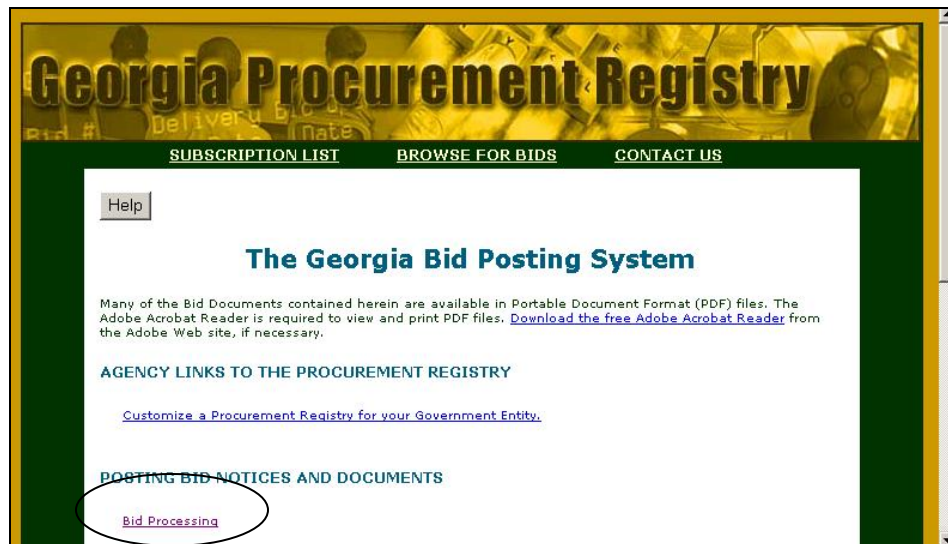 Georgia Procurement Registry
Bid #
Delivery
Date
SUBSCRIPTION LIST BROWSE FOR BIDS CONTACT US
Help
The Georgia Bid Posting System
Many of the Bid Documents contained herein are available in Portable Document Format (PDF) files. The
Adobe Acrobat Reader is required to view and print PDF files. Download the free Adobe Acrobat Reader from
the Adobe Web site, if necessary.
AGENCY LINKS TO THE PROCUREMENT REGISTRY
Customize a Procurement Registry for your Government Entity.
POSTING BID NOTICES AND DOCUMENTS
Bid Processing